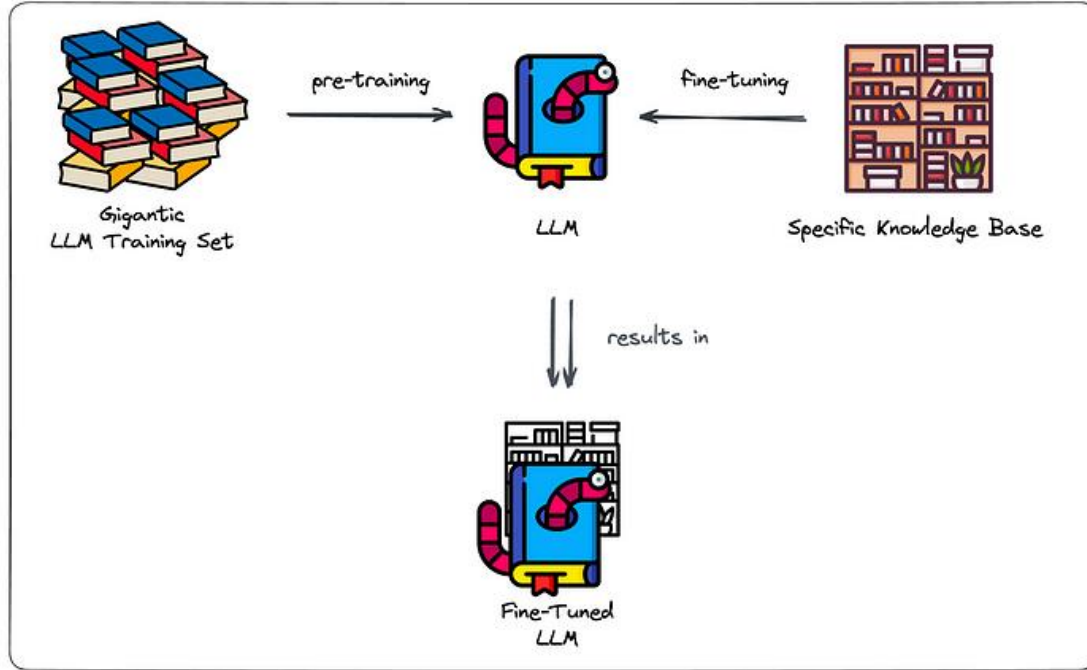 pre-training
fine-tuning
Gigantic
LLM Training Set
LLM
Specific Knowledge Base
results in
Fine-Tuned
LLM